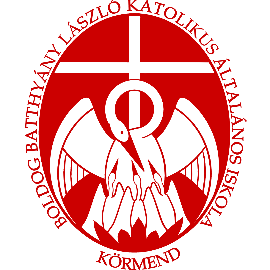 BOLDOG BATTHYÁNY LÁSZLÓ KATOLIKUS ÁLTALÁNOS ISKOLA
KÖRMEND